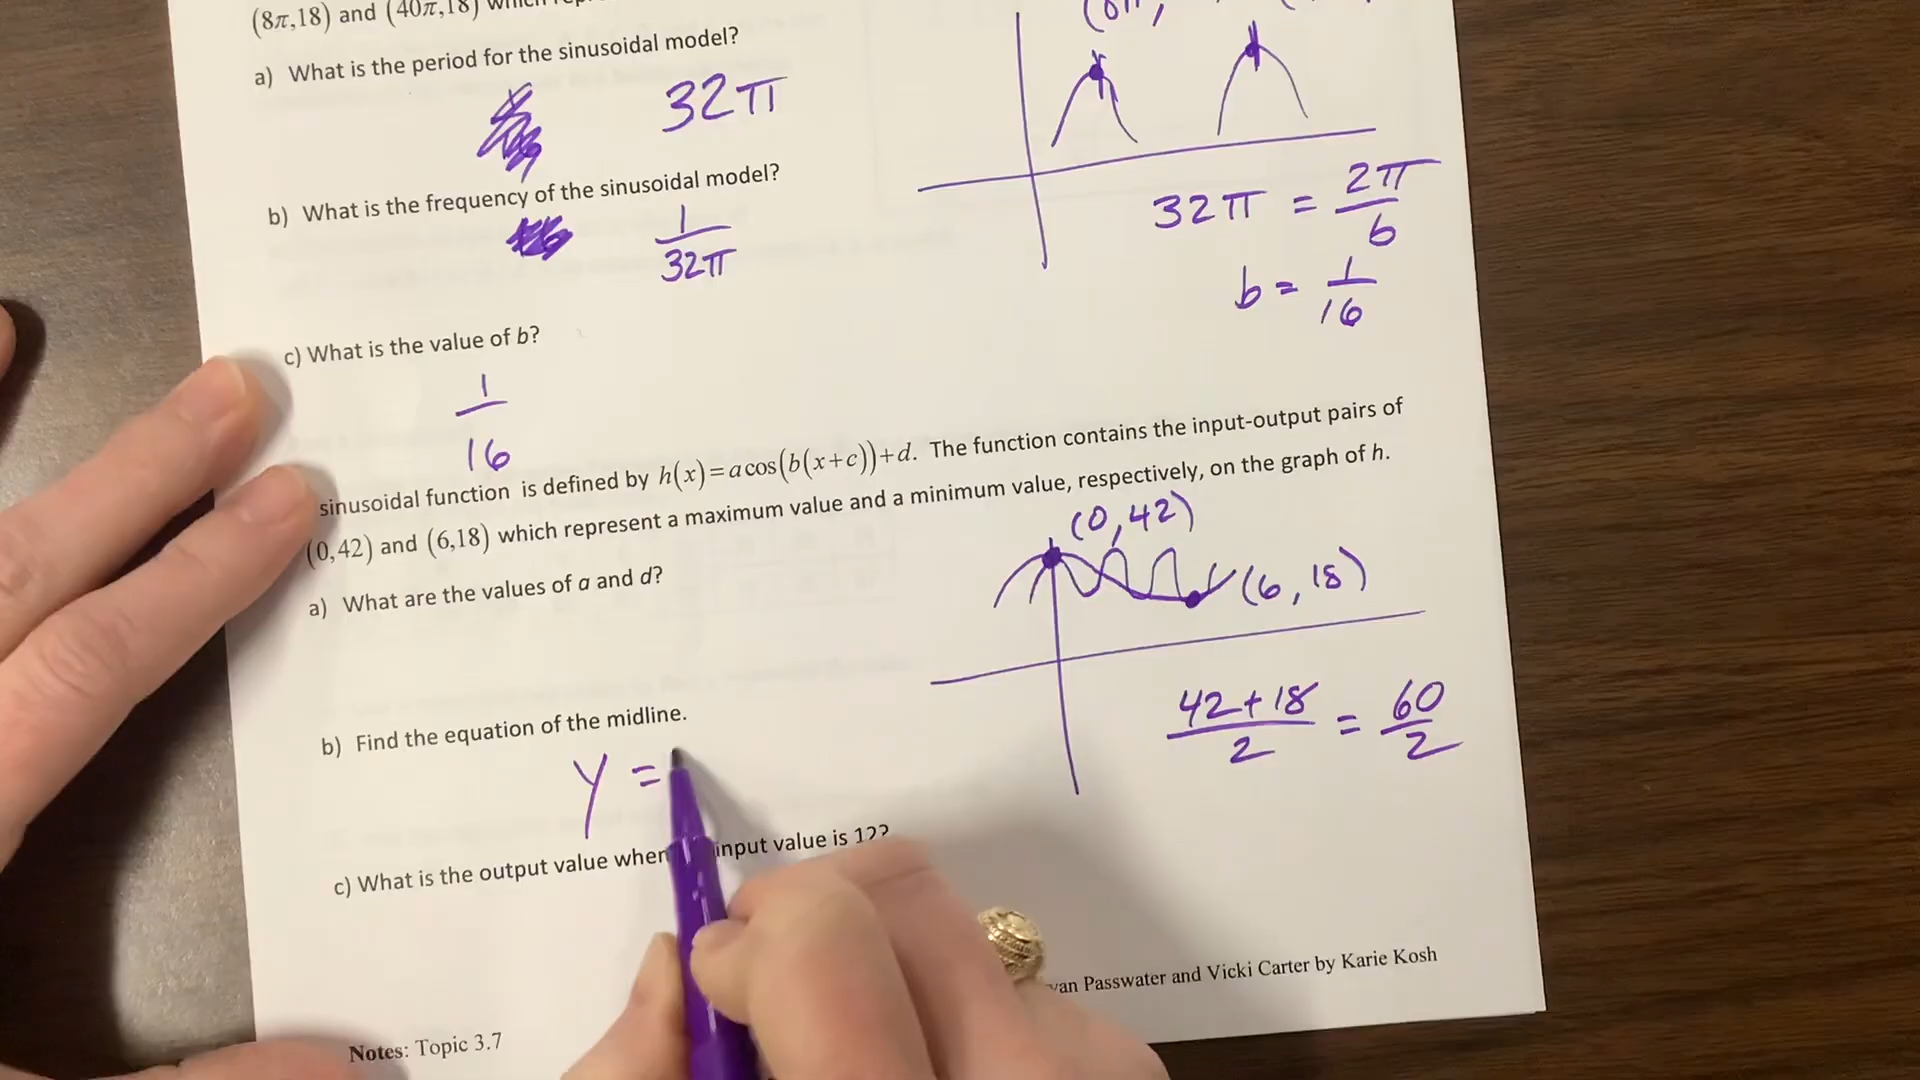 (8π,18) and (40π,18) which
a) What is the period for the sinusoidal model?
32π
b) What is the frequency of the sinusoidal model?
1/32π
32π = 2π/b
b = 1/16
c) What is the value of b?
1/16
sinusoidal function is defined by h(x)=a cos(b(x+c))+d. The function contains the input-output pairs of
(0,42) and (6,18) which represent a maximum value and a minimum value, respectively, on the graph of h.
(0,42)
(6,18)
a) What are the values of a and d?
42+18/2 = 60/2
b) Find the equation of the midline.
y =
c) What is the output value when input value is 12?
Passwater and Vicki Carter by Karie Kosh
Notes: Topic 3.7